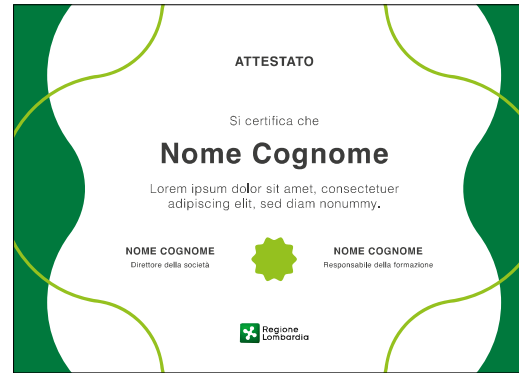 ATTESTATO
Si certifica che
Nome Cognome
Lorem ipsum dolor sit amet, consectetuer
adipiscing elit, sed diam nonummy.
NOME COGNOME
Direttore della società
NOME COGNOME
Responsabile della formazione
Regione
Lombardia